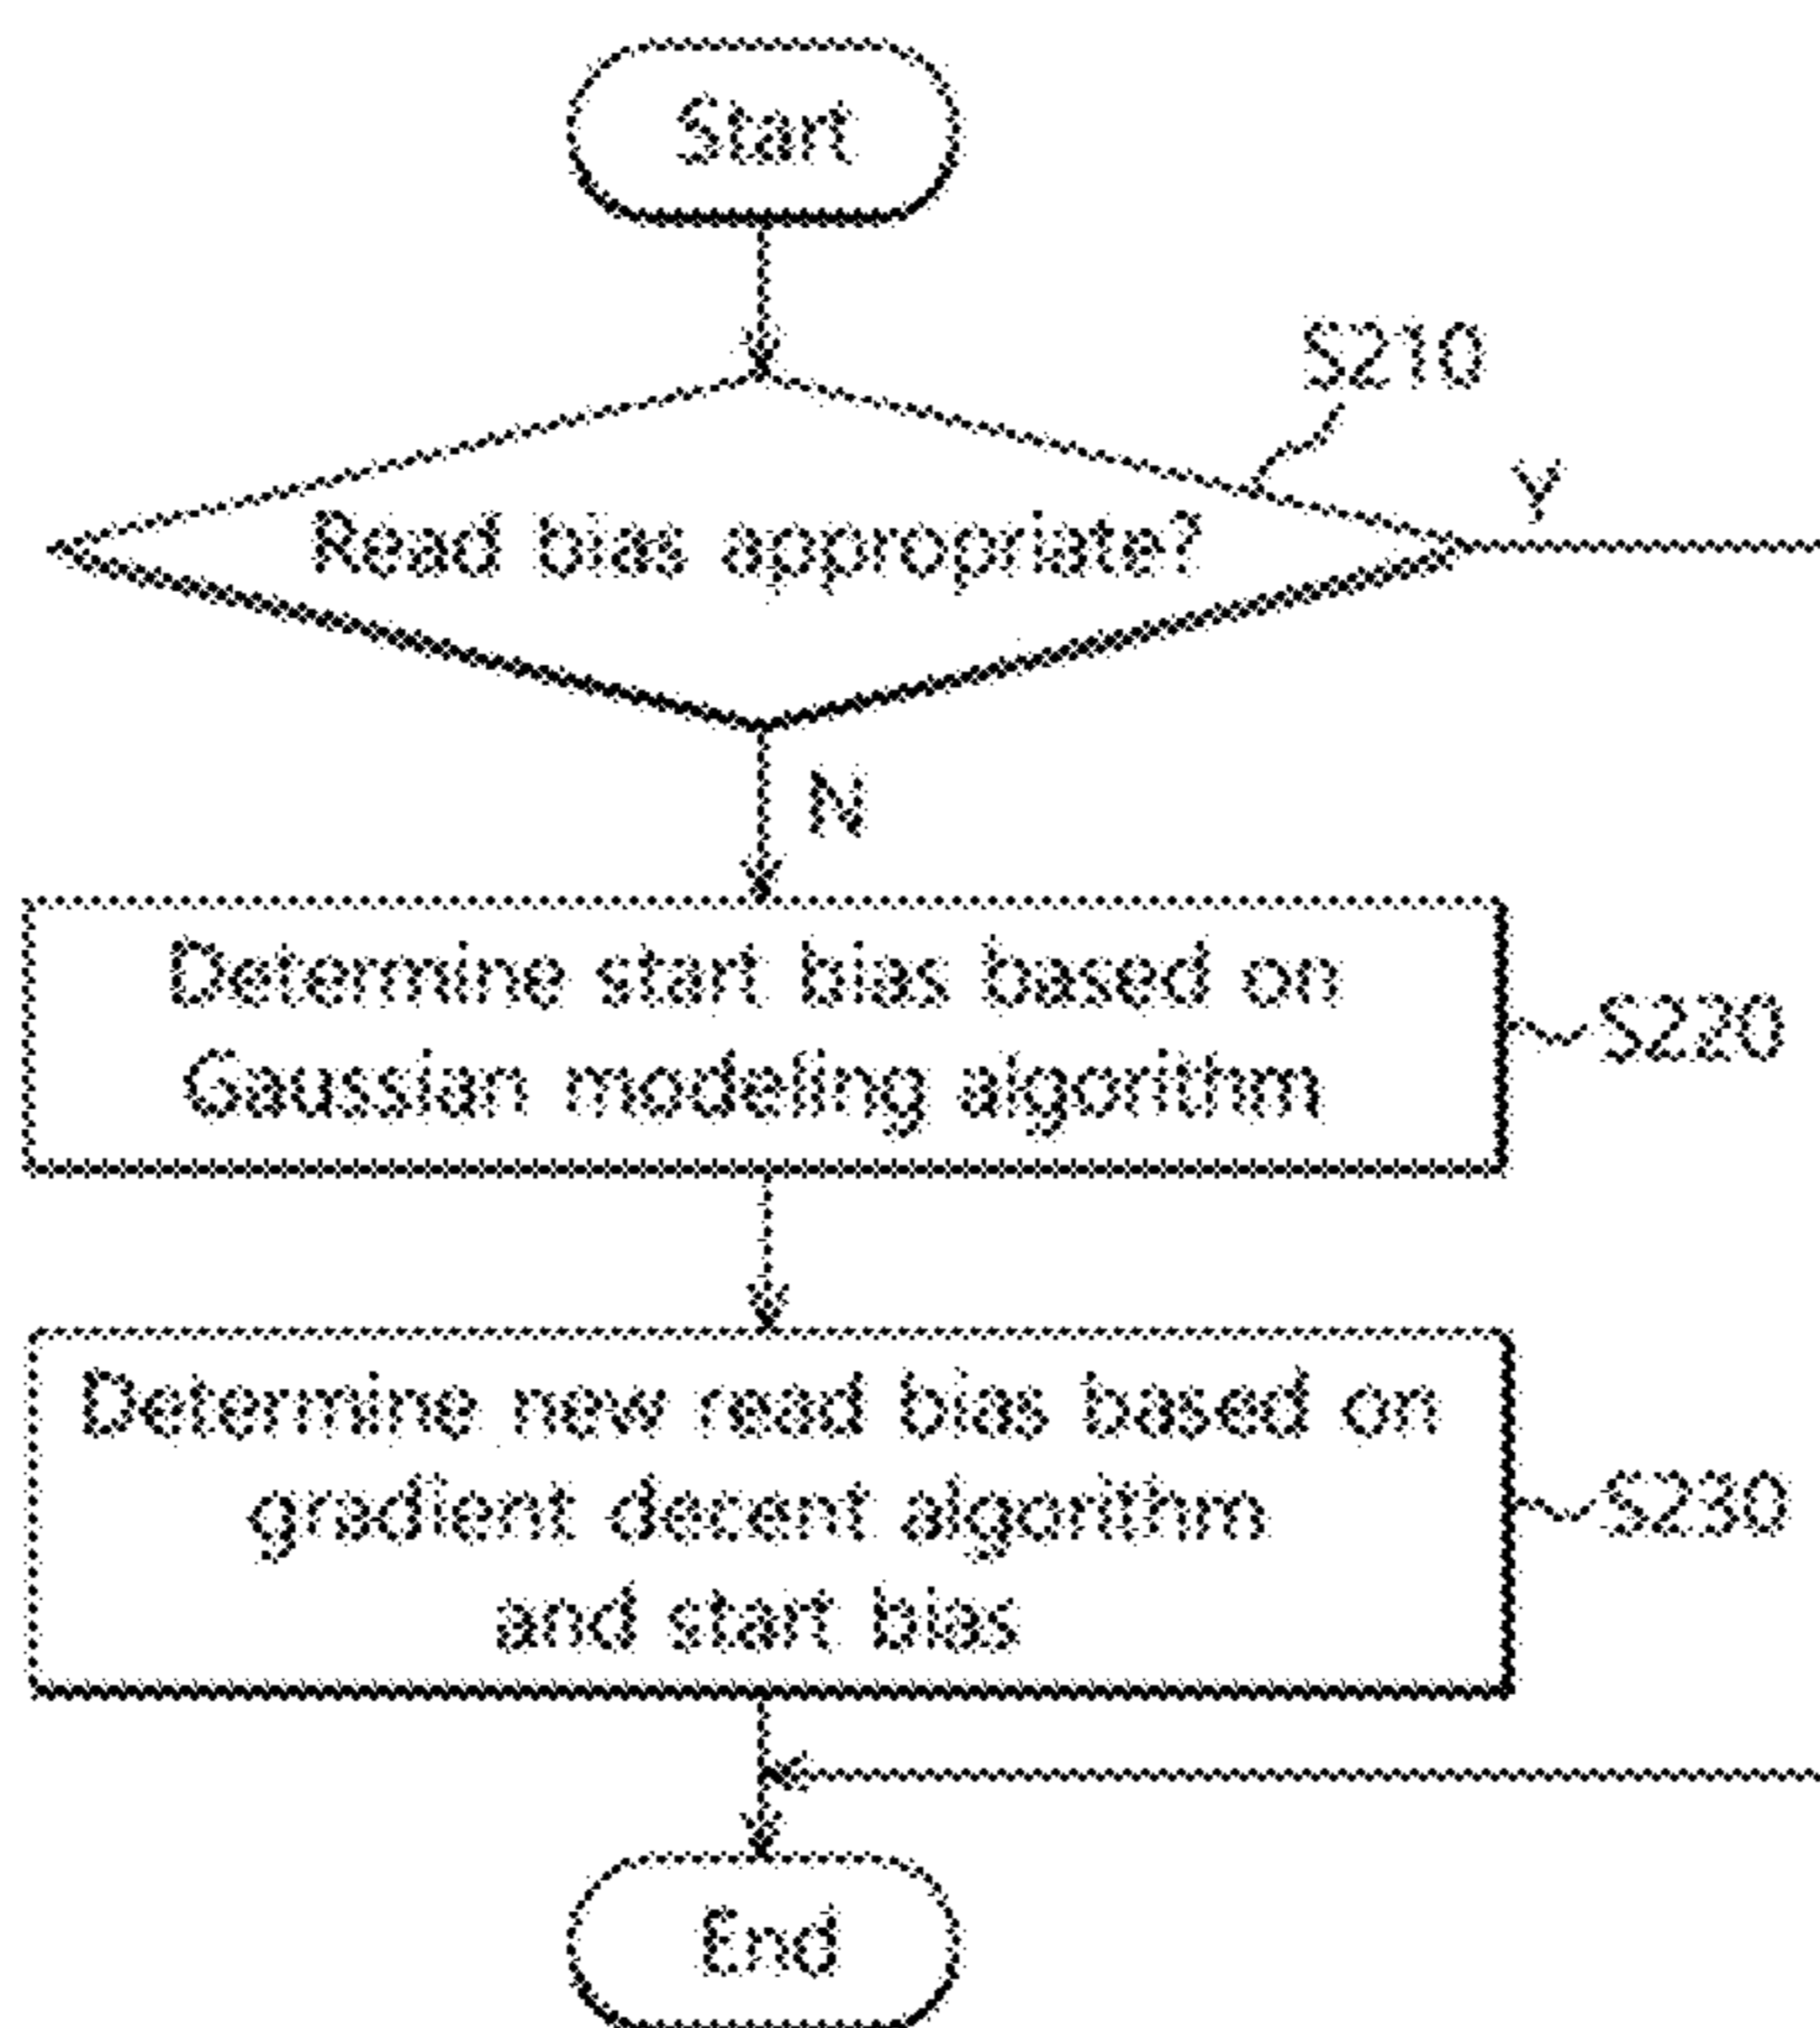 Start
S210
Read bias appropriate?
Y
N
Determine start bias based on
Gaussian modeling algorithm
S220
Determine new read bias based on
gradient decent algorithm
and start bias
S230
End